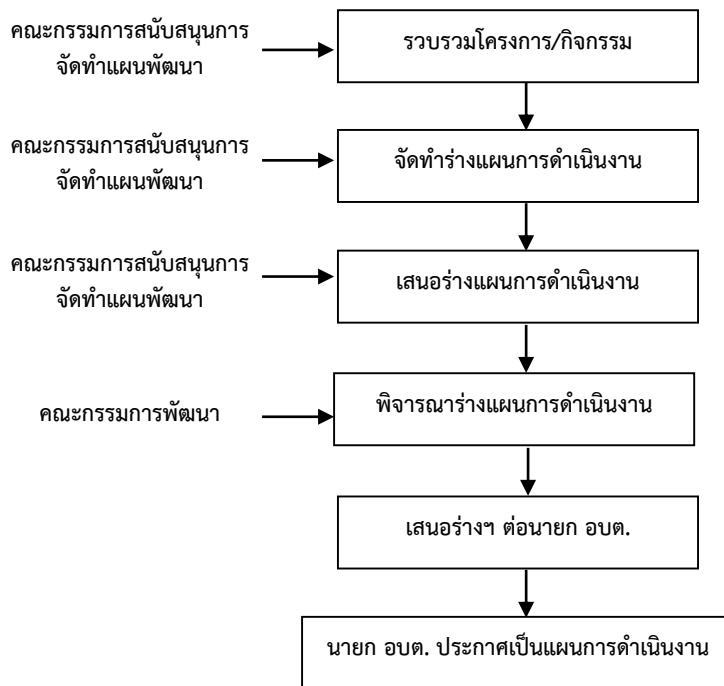 คณะกรรมการสนับสนุนการ
จัดทำแผนพัฒนา
รวบรวมโครงการ/กิจกรรม
คณะกรรมการสนับสนุนการ
จัดทำแผนพัฒนา
จัดทำร่างแผนการดำเนินงาน
คณะกรรมการสนับสนุนการ
จัดทำแผนพัฒนา
เสนอร่างแผนการดำเนินงาน
คณะกรรมการพัฒนา
พิจารณาร่างแผนการดำเนินงาน
เสนอร่างฯ ต่อนายก อบต.
นายก อบต. ประกาศเป็นแผนการดำเนินงาน